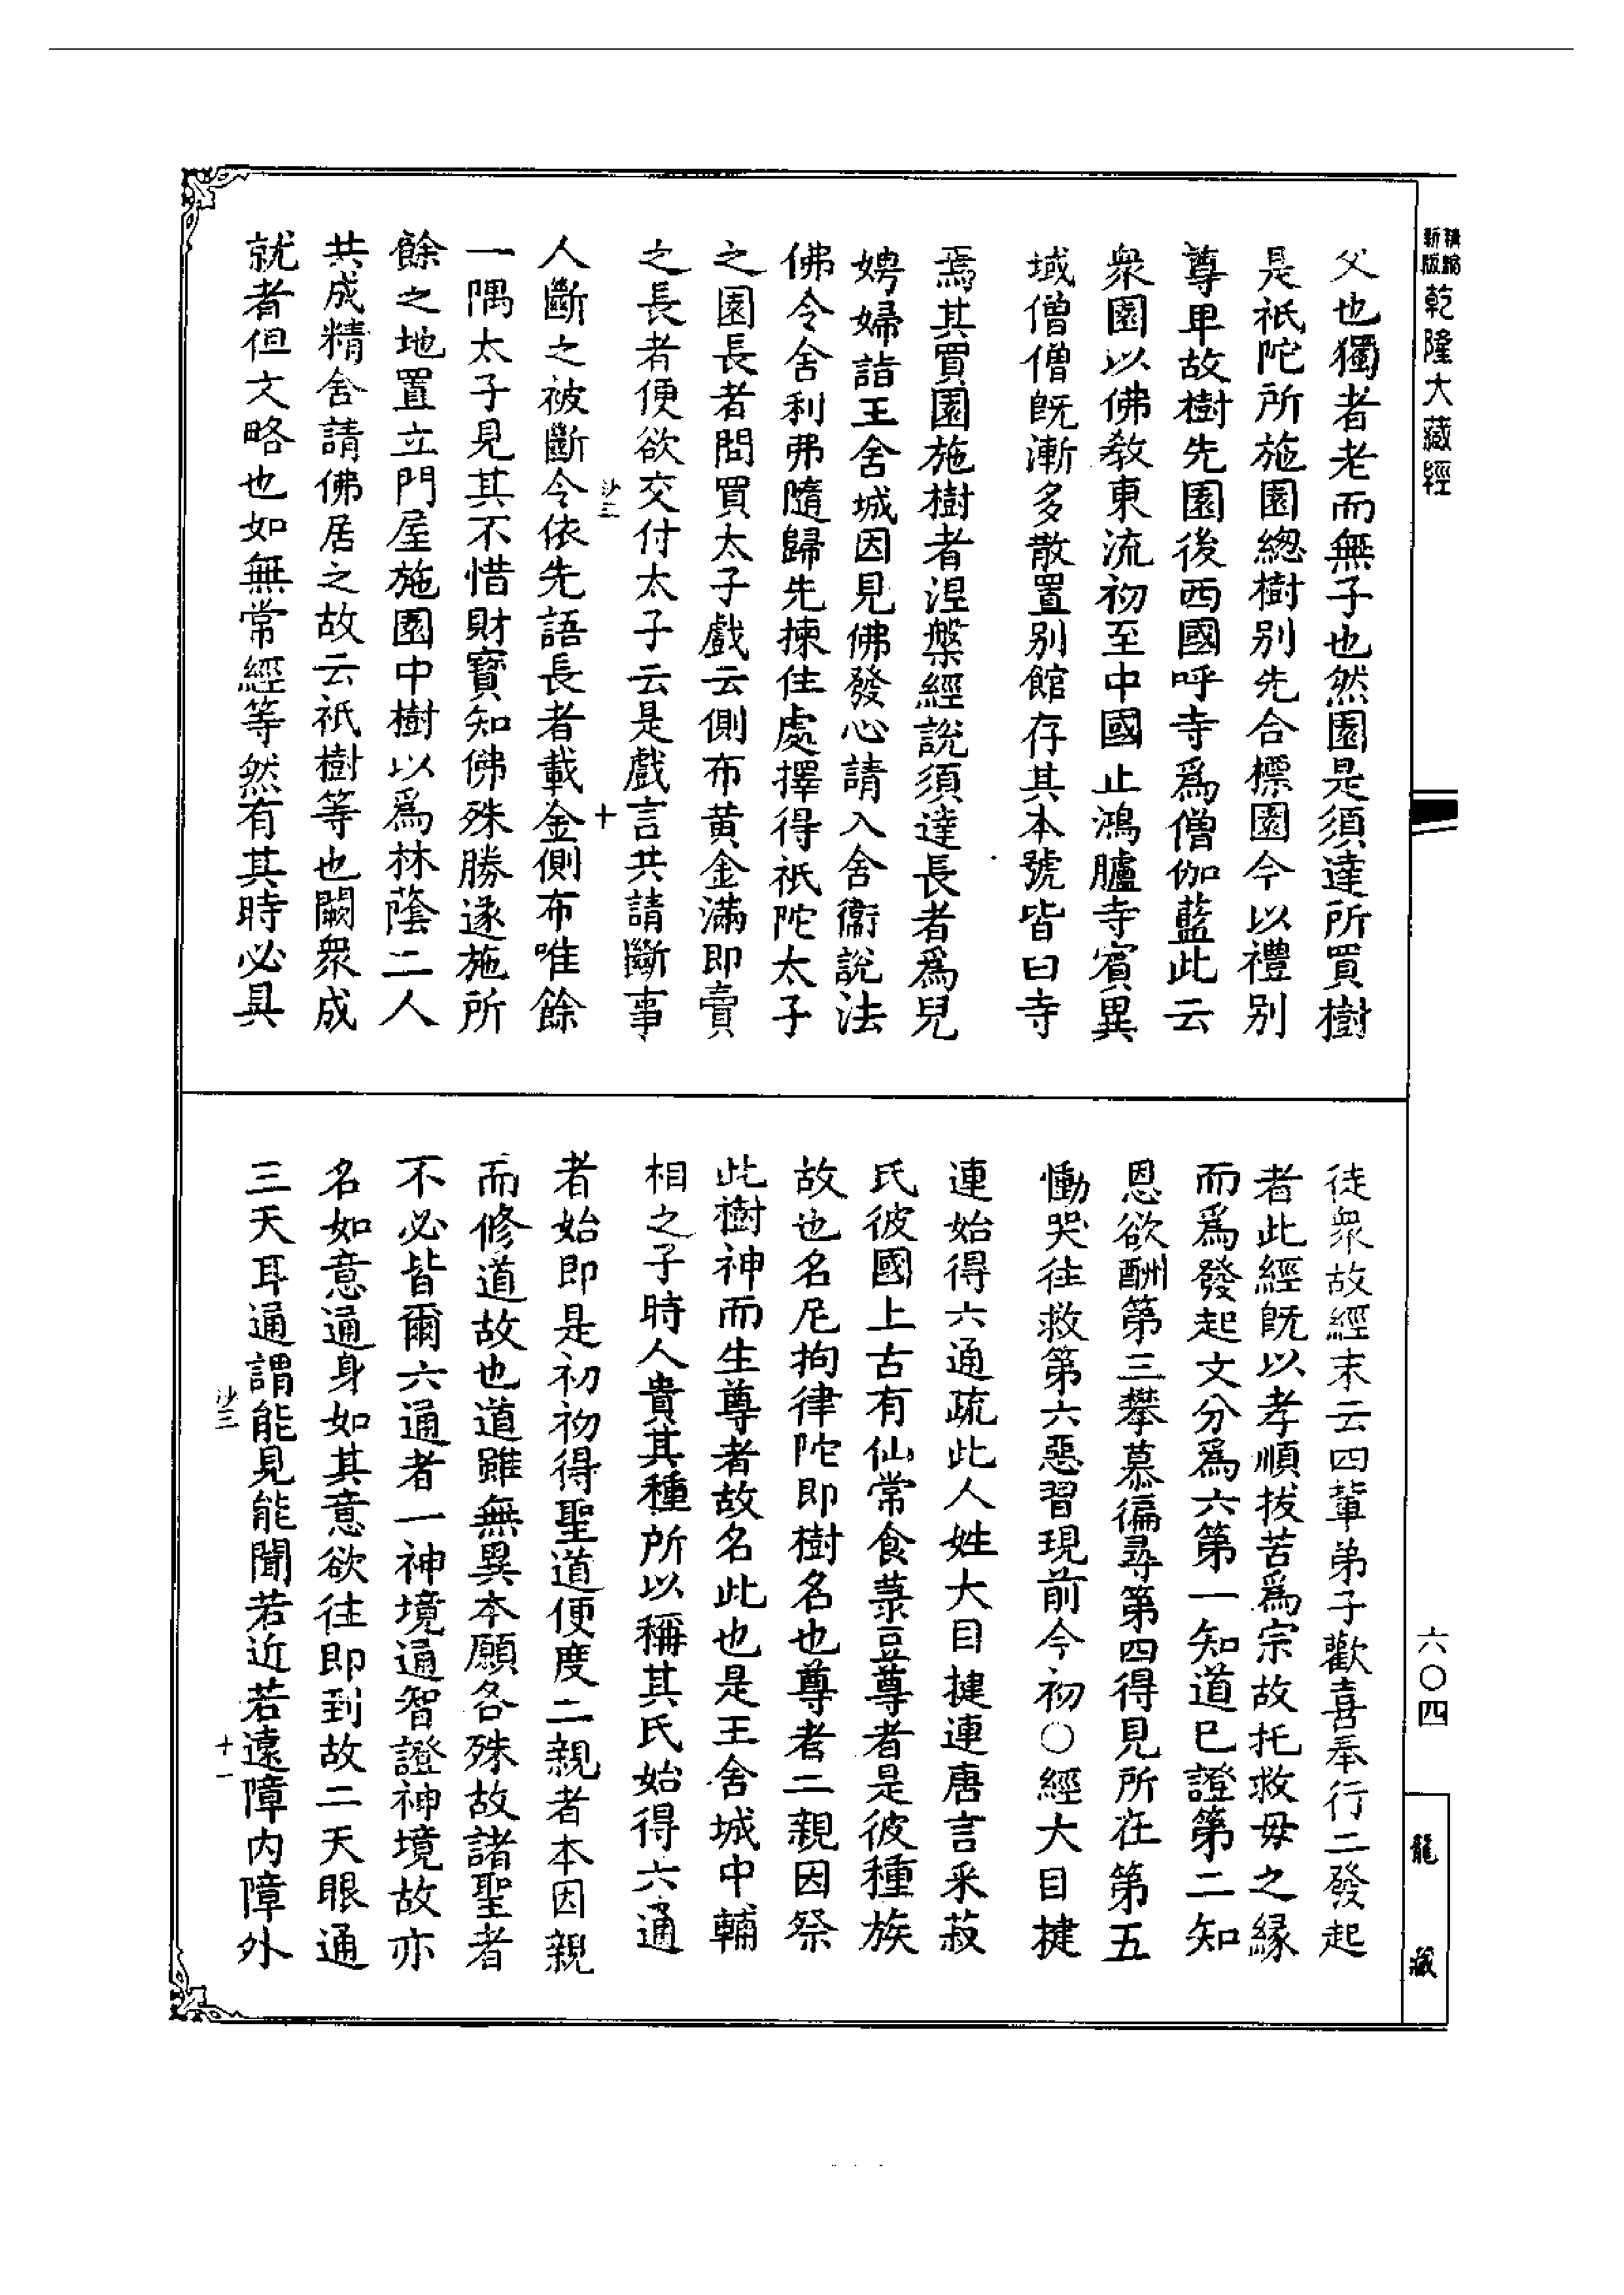 精縮
新版
乾隆大藏經
父也獨者老而無子也然園是須達所買樹
是祇陀所施園總樹别先合標園今以禮别
尊卑故樹先園後西國呼寺爲僧伽藍此云
衆園以佛教東流初至中國止鴻臚寺賔異
域僧僧旣漸多散置别館存其本號皆曰寺
焉其買園施樹者涅槃經說須達長者爲兒
娉婦詣王舍城因見佛發心請入舍衞說法
佛令舍利弗隨歸先揀住處擇得祇陀太子
之園長者問買太子戲云側布黄金滿即賣
之長者便欲交付太子云是戲言共請斷事
沙三
十
人斷之被斷令依先語長者載金側布唯餘
一隅太子見其不惜財寶知佛殊勝遂施所
餘之地置立門屋施園中樹以爲林蔭二人
共成精舍請佛居之故云祇樹等也闕衆成
就者但文略也如無常經等然有其時必具
徒衆故經末云四輩弟子歡喜奉行二發起
者此經旣以孝順拔苦爲宗故托救母之縁
而爲發起文分爲六第一知道已證第二知
恩欲酬第三攀慕徧尋第四得見所在第五
慟哭往救第六惡習現前今初○經大目揵
連始得六通疏此人姓大目揵連唐言采菽
氏彼國上古有仙常食菉豆尊者是彼種族
故也名尼拘律陀即樹名也尊者二親因祭
此樹神而生尊者故名此也是王舍城中輔
相之子時人貴其種所以稱其氏始得六通
者始即是初初得聖道便度二親者本因親
而修道故也道雖無異本願各殊故諸聖者
不必皆爾六通者一神境通智證神境故亦
名如意通身如其意欲往即到故二天眼通
三天耳通謂能見能聞若近若遠障内障外
沙三
十一
六〇四
龍藏